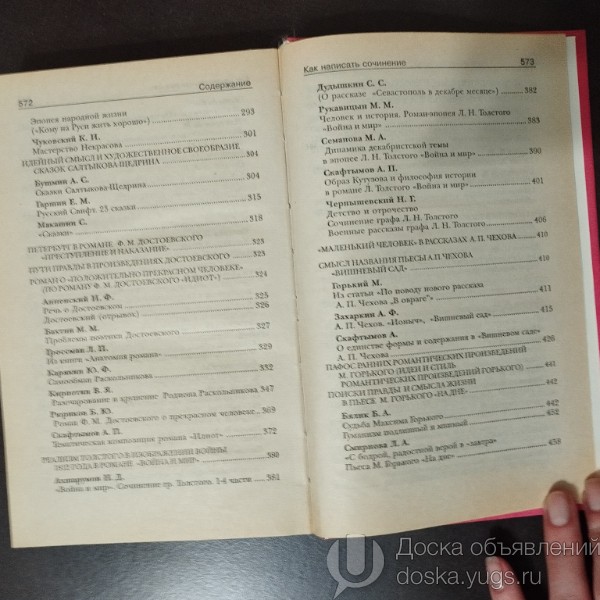 572
Содержание
Эпопея народной жизни
(«Кому на Руси жить хорошо») 293
Чуковский К. И.
Мастерство Некрасова 301
ИДЕЙНЫЙ СМЫСЛ И ХУДОЖЕСТВЕННОЕ СВОЕОБРАЗИЕ
СКАЗОК САЛТЫКОВА-ЩЕДРИНА 304
Бушмин А. С.
Сказки Салтыкова-Щедрина 304
Гаршин Е. М.
Русский Свифт. 23 сказки 315
Макашин С.
«Сказки» 318
ПЕТЕРБУРГ В РОМАНЕ Ф. М. ДОСТОЕВСКОГО
«ПРЕСТУПЛЕНИЕ И НАКАЗАНИЕ» 323
ПУТИ ПРАВДЫ В ПРОИЗВЕДЕНИЯХ ДОСТОЕВСКОГО 323
РОМАН О «ПОЛОЖИТЕЛЬНО ПРЕКРАСНОМ ЧЕЛОВЕКЕ»
(ПО РОМАНУ Ф. М. ДОСТОЕВСКОГО «ИДИОТ») 324
Анненский И. Ф.
Речь о Достоевском 325
Достоевский (отрывок) 326
Бахтин М. М.
Проблемы поэтики Достоевского 327
Гроссман Л. П.
Из книги «Анатомия романа» 329
Карякин Ю. Ф.
Самообман Раскольникова 332
Кирпотин В. Я.
Разочарование и крушение Родиона Раскольникова 347
Рюриков Б. Ю.
Роман Ф. М. Достоевского о прекрасном человеке 369
Скафтымов А. П.
Тематическая композиция романа «Идиот» 372
РЕАЛИЗМ ТОЛСТОГО В ИЗОБРАЖЕНИИ ВОЙНЫ
1812 ГОДА В РОМАНЕ «ВОЙНА И МИР» 380
Ахшарумов Н. Д.
«Война и мир». Сочинение гр. Толстого. 1-4 части 381
Как написать сочинение
573
Дудышкин С. С.
(О рассказе «Севастополь в декабре месяце») 382
Рукавицын М. М.
Человек и история. Роман-эпопея Л. Н. Толстого
«Война и мир» 385
Семанова М. А.
Динамика декабристской темы
в эпопее Л. Н. Толстого «Война и мир» 390
Скафтымов А. П.
Образ Кутузова и философия истории
в романе Л. Толстого «Война и мир» 401
Чернышевский Н. Г.
Детство и отрочество
Сочинение графа Л. Н. Толстого
Военные рассказы графа Л. Н. Толстого 406
«МАЛЕНЬКИЙ ЧЕЛОВЕК» В РАССКАЗАХ А. П. ЧЕХОВА 410
СМЫСЛ НАЗВАНИЯ ПЬЕСЫ А. П. ЧЕХОВА
«ВИШНЕВЫЙ САД» 410
Горький М.
Из статьи «По поводу нового рассказа
А. П. Чехова "В овраге"» 411
Захаркин А. Ф.
А. П. Чехов. «Ионыч», «Вишневый сад»
Скафтымов А.
О единстве формы и содержания в «Вишневом саде»
А. П. Чехова 426
ПАФОС РАННИХ РОМАНТИЧЕСКИХ ПРОИЗВЕДЕНИЙ
М. ГОРЬКОГО (ИДЕИ И СТИЛЬ
РОМАНТИЧЕСКИХ ПРОИЗВЕДЕНИЙ ГОРЬКОГО) 441
ПОИСКИ ПРАВДЫ И СМЫСЛА ЖИЗНИ
В ПЬЕСЕ М. ГОРЬКОГО «НА ДНЕ» 442
Бялик Б. А.
Судьба Максима Горького 442
Гуманизм подлинный и мнимый
Смирнова Л. А.
«С бодрой, радостной верой в «завтра»
Пьеса М. Горького «На дне» 458
Доска объявлений
doska.yugs.ru